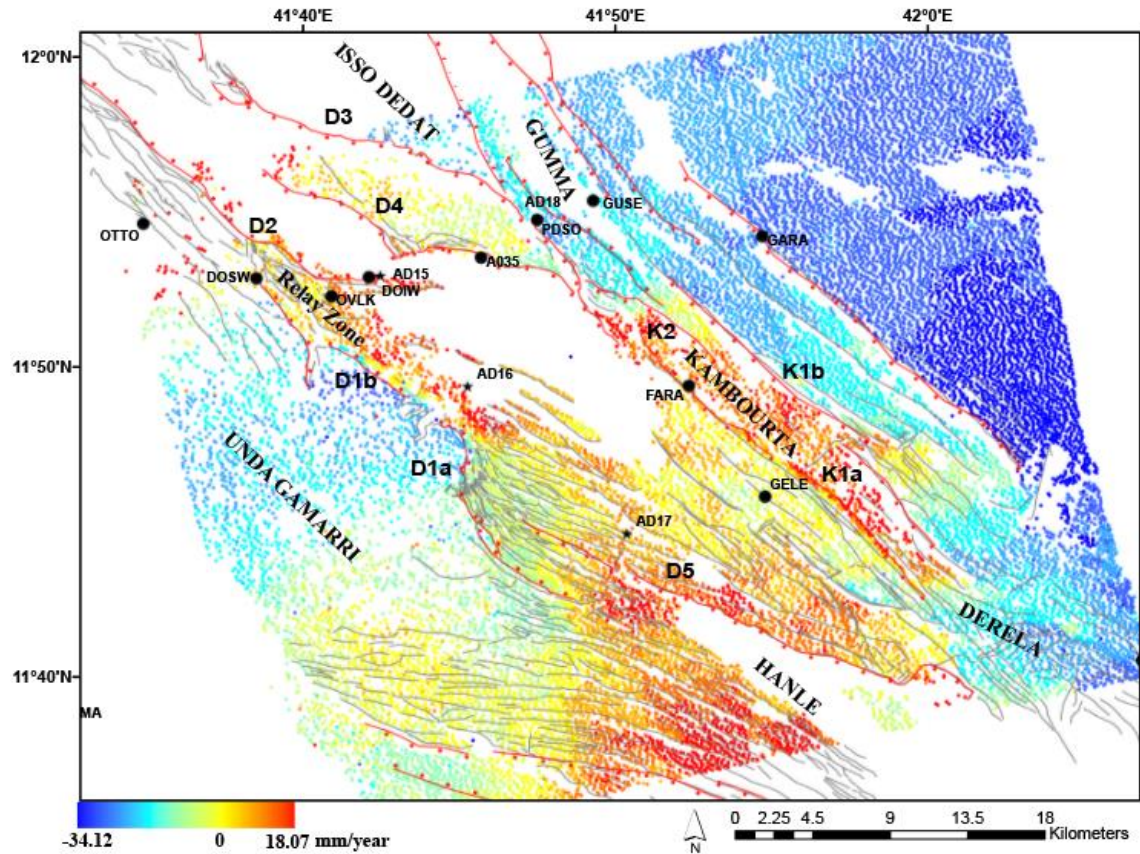 41°40'E 41°50'E 42°0'E
12°0'N
11°50'N
11°40'N
ISSO DEDAT
D3
GUMMA
D4
AD18
GUSE
PDSO
GARA
OTTO
D2
A035
AD15
DOSW
DOIW
Relay Zone
OVLK
K2
KAMBOURTA
K1b
AD16
D1b
FARA
D1a
K1a
GELE
UNDA GAMARRI
AD17
D5
DERELA
HANLE
MA
-34.12 0 18.07 mm/year
N
0 2.25 4.5 9 13.5 18
Kilometers